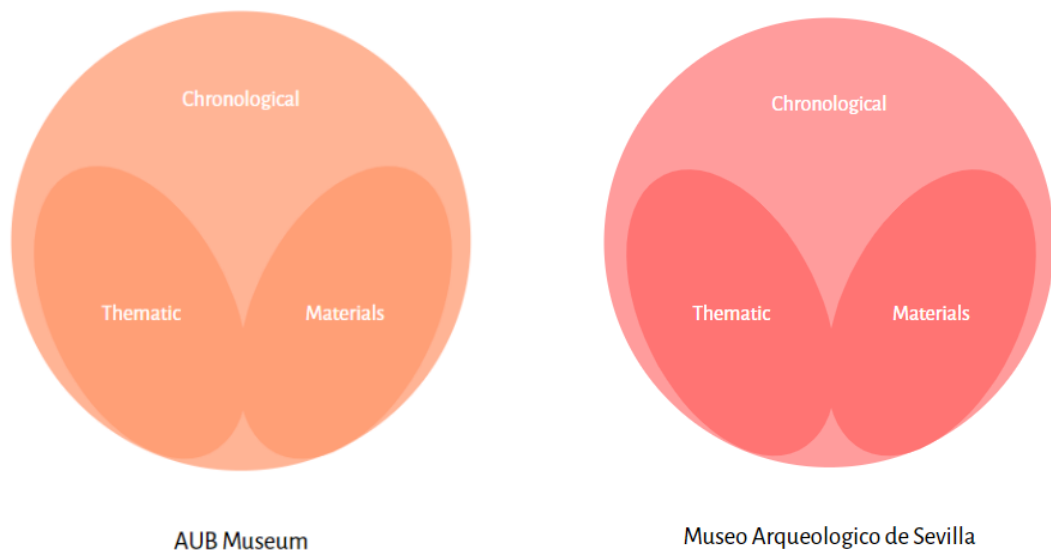 Chronological
Thematic
Materials
AUB Museum
Chronological
Thematic
Materials
Museo Arqueologico de Sevilla